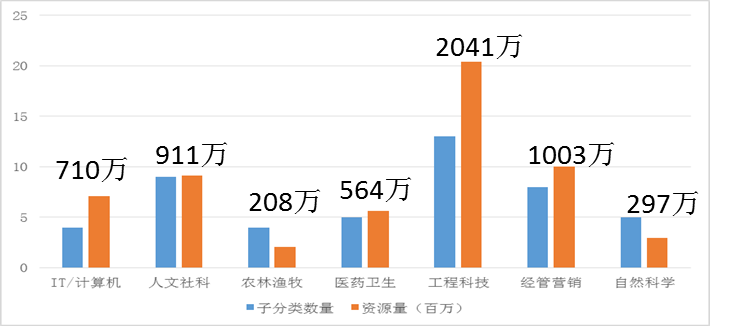 25
20
15
10
5
0
2041万
911万
1003万
710万
564万
208万
297万
IT/计算机 人文社科 农林渔牧 医药卫生 工程科技 经管营销 自然科学
子分类数量 资源量（百万）